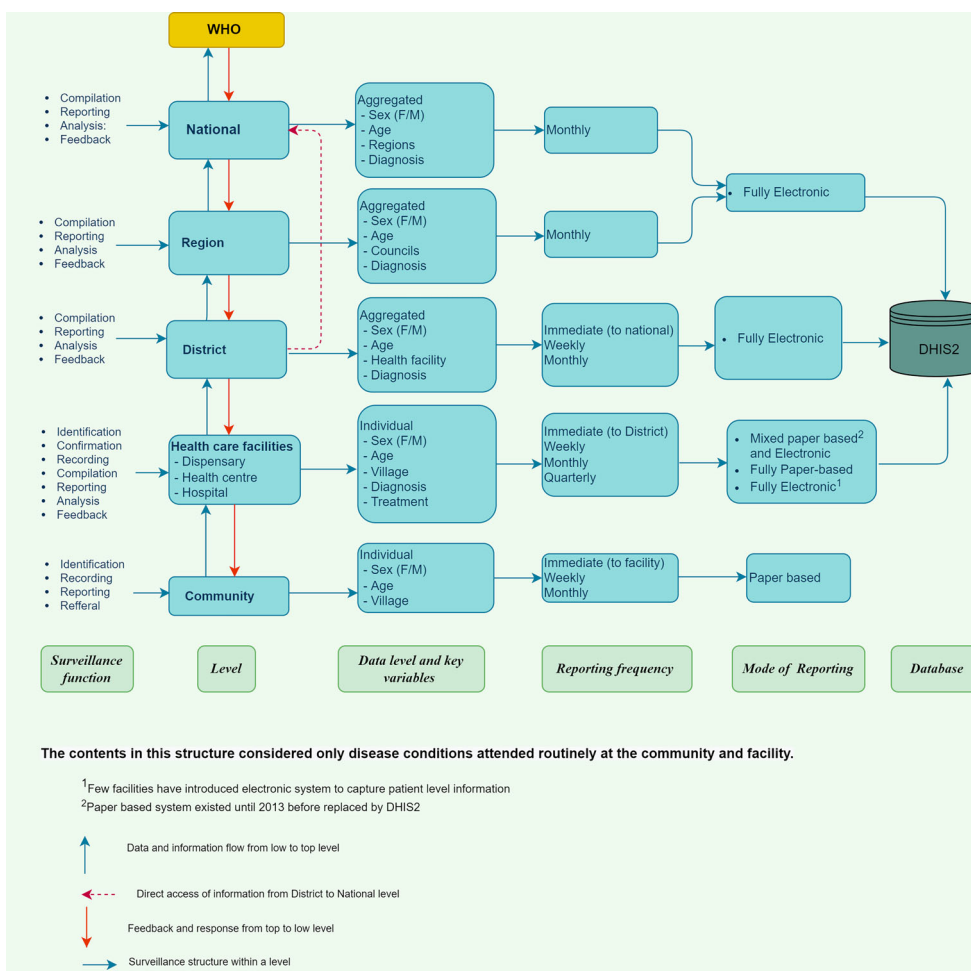 WHO
• Compilation
• Reporting
• Analysis:
• Feedback
National
Aggregated
- Sex (F/M)
- Age
- Regions
- Diagnosis
Monthly
• Fully Electronic
• Compilation
• Reporting
• Analysis
• Feedback
Region
Aggregated
- Sex (F/M)
- Age
- Councils
- Diagnosis
Monthly
• Compilation
• Reporting
• Analysis
• Feedback
District
Aggregated
- Sex (F/M)
- Age
- Health facility
- Diagnosis
Immediate (to national)
Weekly
Monthly
• Fully Electronic
DHIS2
• Identification
• Confirmation
• Recording
• Compilation
• Reporting
• Analysis
• Feedback
Health care facilities
- Dispensary
- Health centre
- Hospital
Individual
- Sex (F/M)
- Age
- Village
- Diagnosis
- Treatment
Immediate (to District)
Weekly
Monthly
Quarterly
• Mixed paper based²
and Electronic
• Fully Paper-based
• Fully Electronic¹
• Identification
• Recording
• Reporting
• Refferal
Community
Individual
- Sex (F/M)
- Age
- Village
Immediate (to facility)
Weekly
Monthly
Paper based
Surveillance
function
Level
Data level and key
variables
Reporting frequency
Mode of Reporting
Database
The contents in this structure considered only disease conditions attended routinely at the community and facility.
¹Few facilities have introduced electronic system to capture patient level information
²Paper based system existed until 2013 before replaced by DHIS2
Data and information flow from low to top level
Direct access of information from District to National level
Feedback and response from top to low level
Surveillance structure within a level